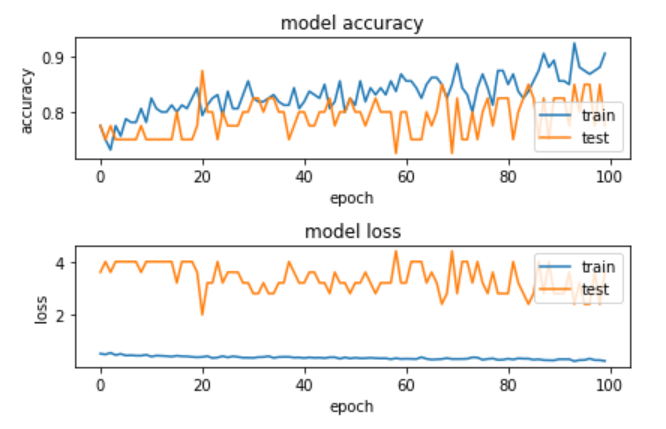 model accuracy
0.9
0.8
accuracy
train
test
0 20 40 60 80 100
epoch
model loss
4
2
loss
train
test
0 20 40 60 80 100
epoch